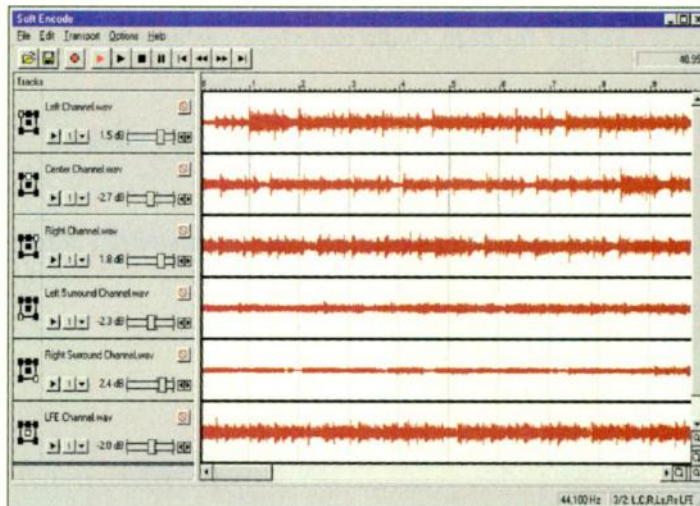 Soft Encode
File Edit Transport Options Help
Tracks
Left Channel.wav
1.5 dB
Center Channel.wav
-2.7 dB
Right Channel.wav
1.8 dB
Left Surround Channel.wav
-2.3 dB
Right Surround Channel.wav
2.4 dB
LFE Channel.wav
-2.0 dB
44,100 Hz 3/2 L,C,R,Ls,Rs LFE